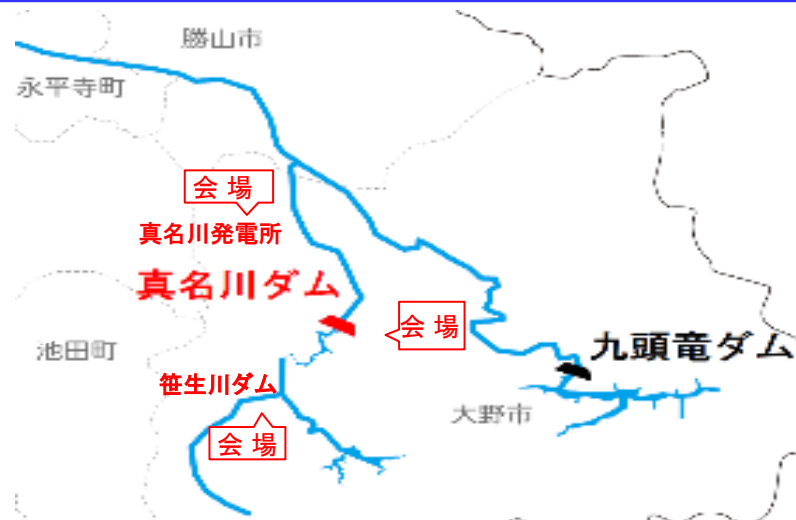 勝山市
永平寺町
会 場
真名川発電所
真名川ダム
会 場
九頭竜ダム
池田町
笹生川ダム
大野市
会 場